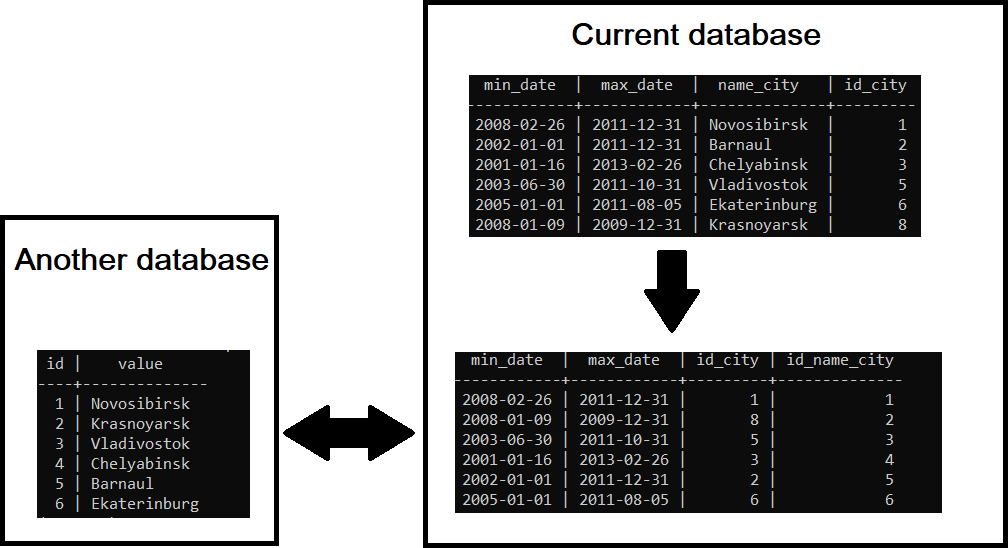 Current database
min_date | max_date | name_city | id_city
------------+------------+--------------+---------
2008-02-26 | 2011-12-31 | Novosibirsk | 1
2002-01-01 | 2011-12-31 | Barnaul | 2
2001-01-16 | 2013-02-26 | Chelyabinsk | 3
2003-06-30 | 2011-10-31 | Vladivostok | 5
2005-01-01 | 2011-08-05 | Ekaterinburg | 6
2008-01-09 | 2009-12-31 | Krasnoyarsk | 8
Another database
id | value
----+--------------
1 | Novosibirsk
2 | Krasnoyarsk
3 | Vladivostok
4 | Chelyabinsk
5 | Barnaul
6 | Ekaterinburg
min_date | max_date | id_city | id_name_city
------------+------------+---------+--------------
2008-02-26 | 2011-12-31 | 1 | 1
2008-01-09 | 2009-12-31 | 8 | 2
2003-06-30 | 2011-10-31 | 5 | 3
2001-01-16 | 2013-02-26 | 3 | 4
2002-01-01 | 2011-12-31 | 2 | 5
2005-01-01 | 2011-08-05 | 6 | 6